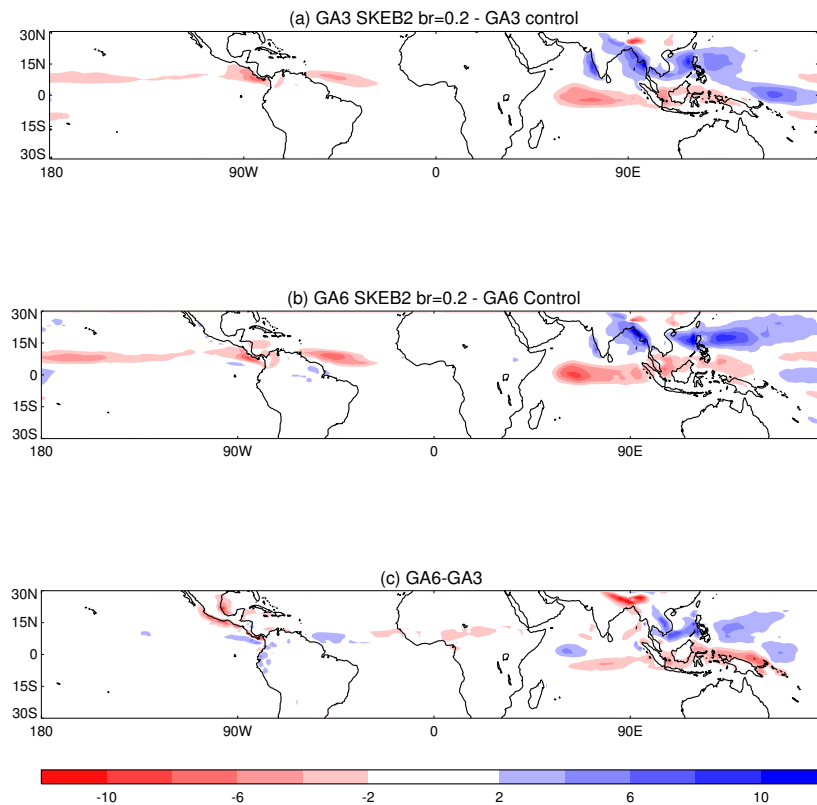 (a) GA3 SKEB2 br=0.2 - GA3 control
30N
15N
0
15S
30S
180 90W 0 90E
(b) GA6 SKEB2 br=0.2 - GA6 Control
30N
15N
0
15S
30S
180 90W 0 90E
(c) GA6-GA3
30N
15N
0
15S
30S
180 90W 0 90E
-10 -6 -2 2 6 10